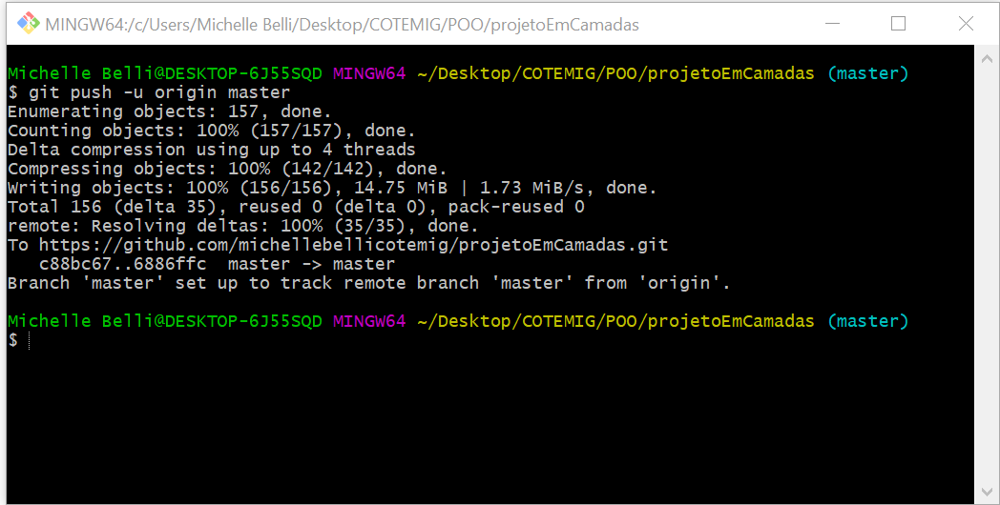 MINGW64:/c/Users/Michelle Belli/Desktop/COTEMIG/POO/projetoEmCamadas
Michelle Belli@DESKTOP-6J55SQD MINGW64 ~/Desktop/COTEMIG/POO/projetoEmCamadas (master)
$ git push -u origin master
Enumerating objects: 157, done.
Counting objects: 100% (157/157), done.
Delta compression using up to 4 threads
Compressing objects: 100% (142/142), done.
Writing objects: 100% (156/156), 14.75 MiB | 1.73 MiB/s, done.
Total 156 (delta 35), reused 0 (delta 0), pack-reused 0
remote: Resolving deltas: 100% (35/35), done.
To https://github.com/michellebellicotemig/projetoEmCamadas.git
   c88bc67..6886ffc  master -> master
Branch 'master' set up to track remote branch 'master' from 'origin'.
Michelle Belli@DESKTOP-6J55SQD MINGW64 ~/Desktop/COTEMIG/POO/projetoEmCamadas (master)
$